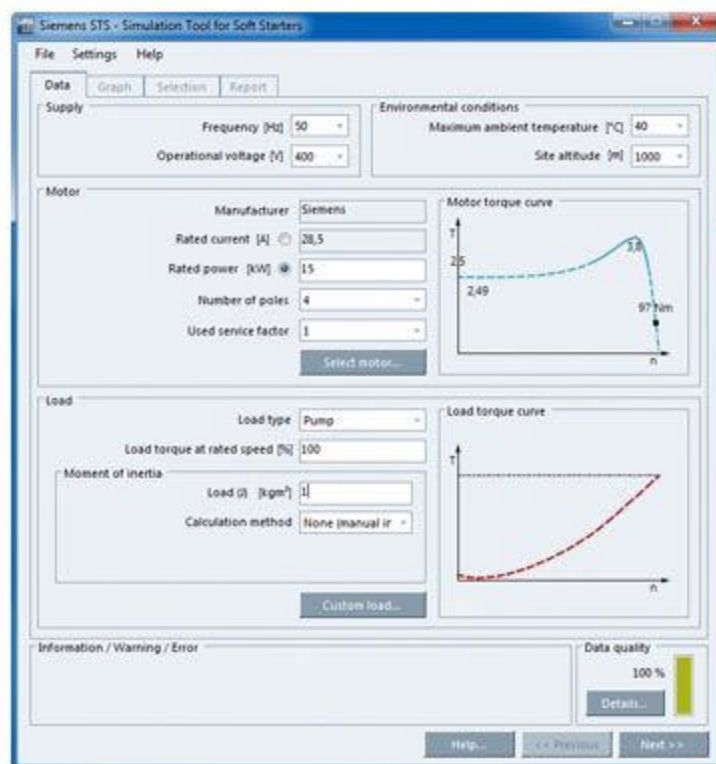 Siemens STS - Simulation Tool for Soft Starters
File Settings Help
Data Graph Selection Report
Supply
Frequency [Hz] 50
Operational voltage [V] 400
Environmental conditions
Maximum ambient temperature [°C] 40
Site altitude [m] 1000
Motor
Manufacturer Siemens
Rated current [A] 28,5
Rated power [kW] 15
Number of poles 4
Used service factor 1
Select motor...
Motor torque curve
T
2,5
3,8
2,49
97 Nm
n
Load
Load type Pump
Load torque at rated speed [%] 100
Moment of inertia
Load (J) [kgm²] 1
Calculation method None (manual ir
Custom load...
Load torque curve
T
n
Information / Warning / Error
Data quality
100 %
Details...
Help... << Previous Next >>